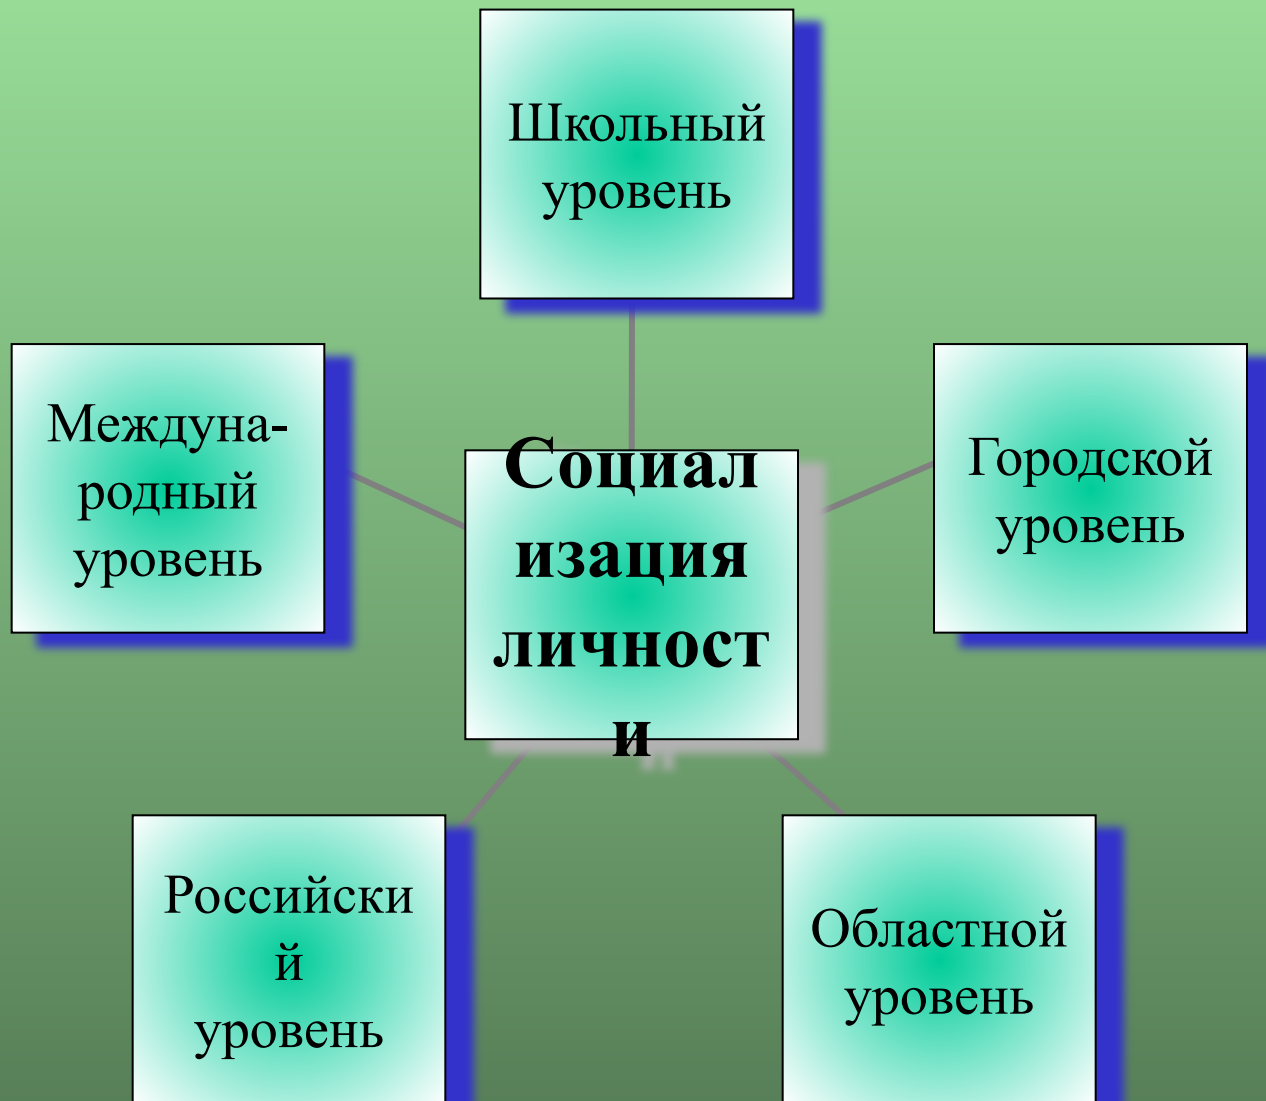 Школьный
уровень
Междуна-
родный
уровень
Социал
изация
личност
и
Городской
уровень
Российски
й
уровень
Областной
уровень